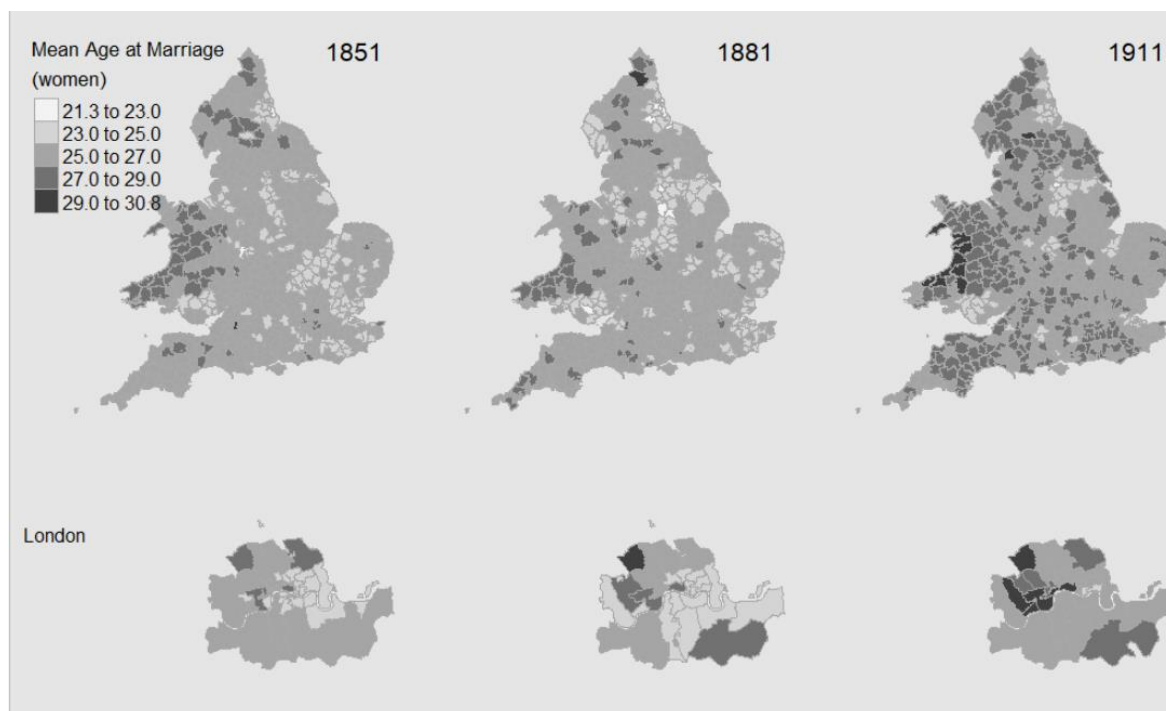 Mean Age at Marriage
(women)
1851
1881
1911
21.3 to 23.0
23.0 to 25.0
25.0 to 27.0
27.0 to 29.0
29.0 to 30.8
London